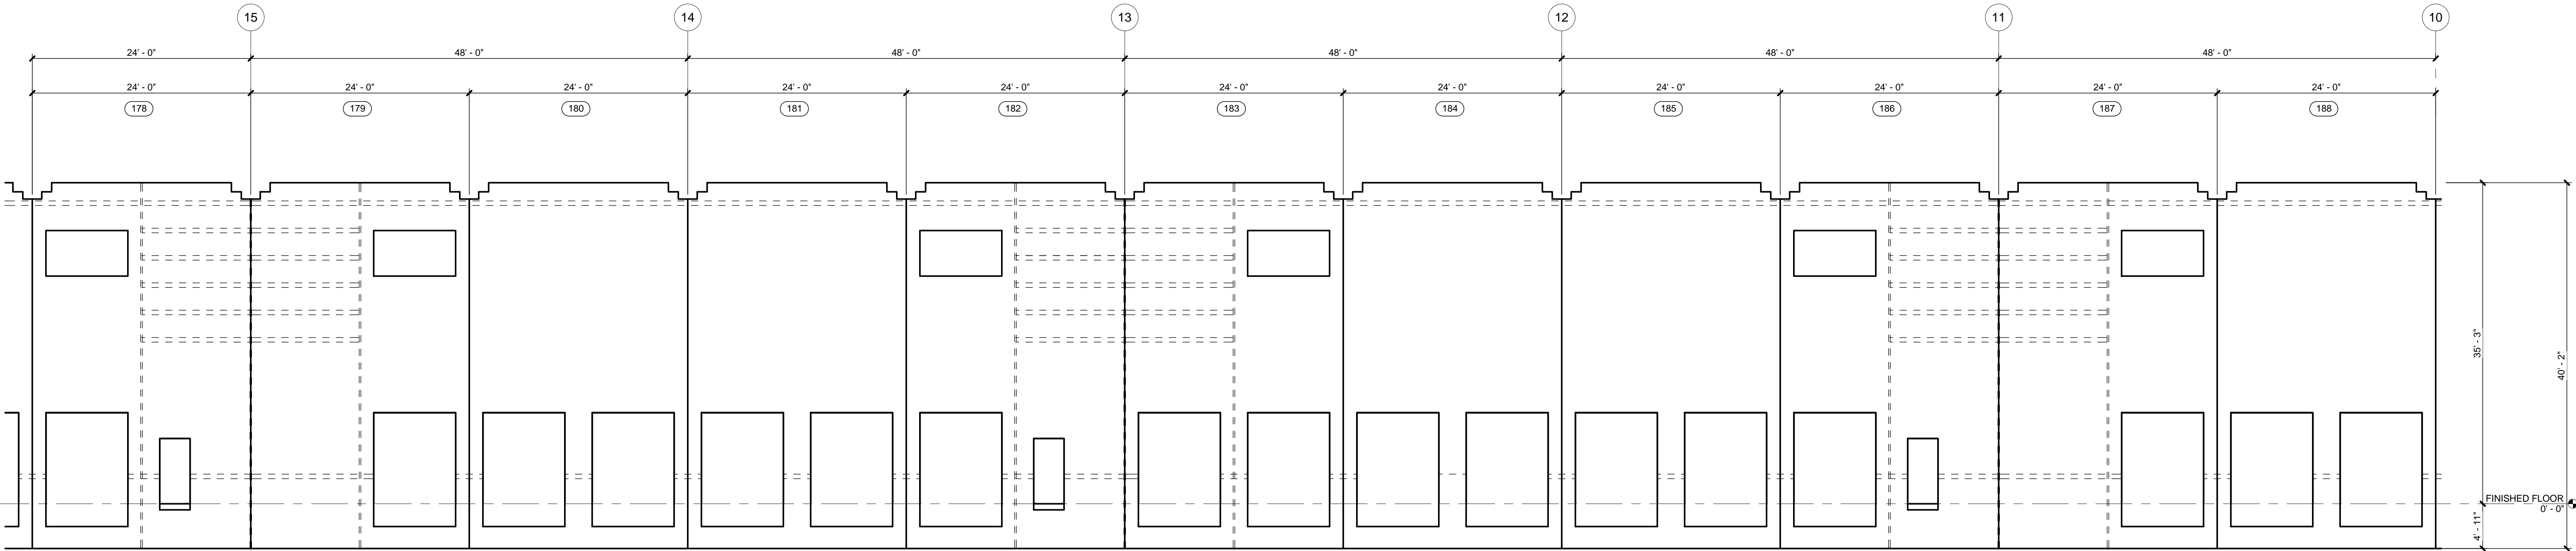 15 14 13 12 11 10
24' - 0" 48' - 0" 48' - 0" 48' - 0" 48' - 0" 48' - 0"
24' - 0" 24' - 0" 24' - 0" 24' - 0" 24' - 0" 24' - 0" 24' - 0" 24' - 0" 24' - 0" 24' - 0" 24' - 0"
178 179 180 181 182 183 184 185 186 187 188
35' - 3"
40' - 2"
FINISHED FLOOR
0' - 0"
4' - 11"